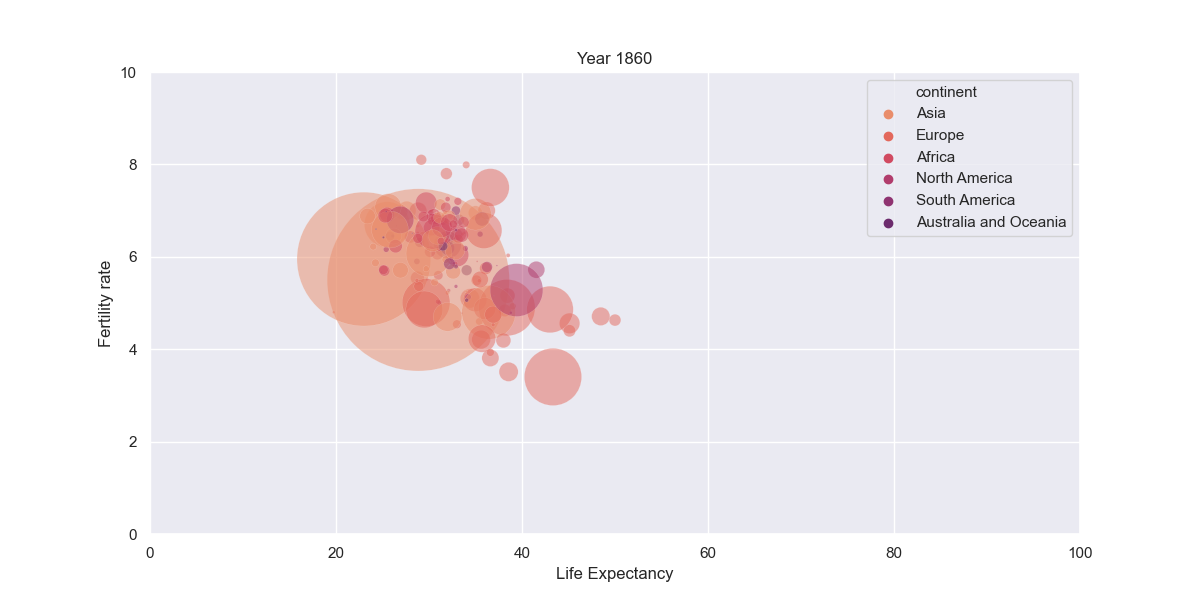 Year 1860
10
8
6
4
2
0
Fertility rate
0 20 40 60 80 100
Life Expectancy
continent
Asia
Europe
Africa
North America
South America
Australia and Oceania